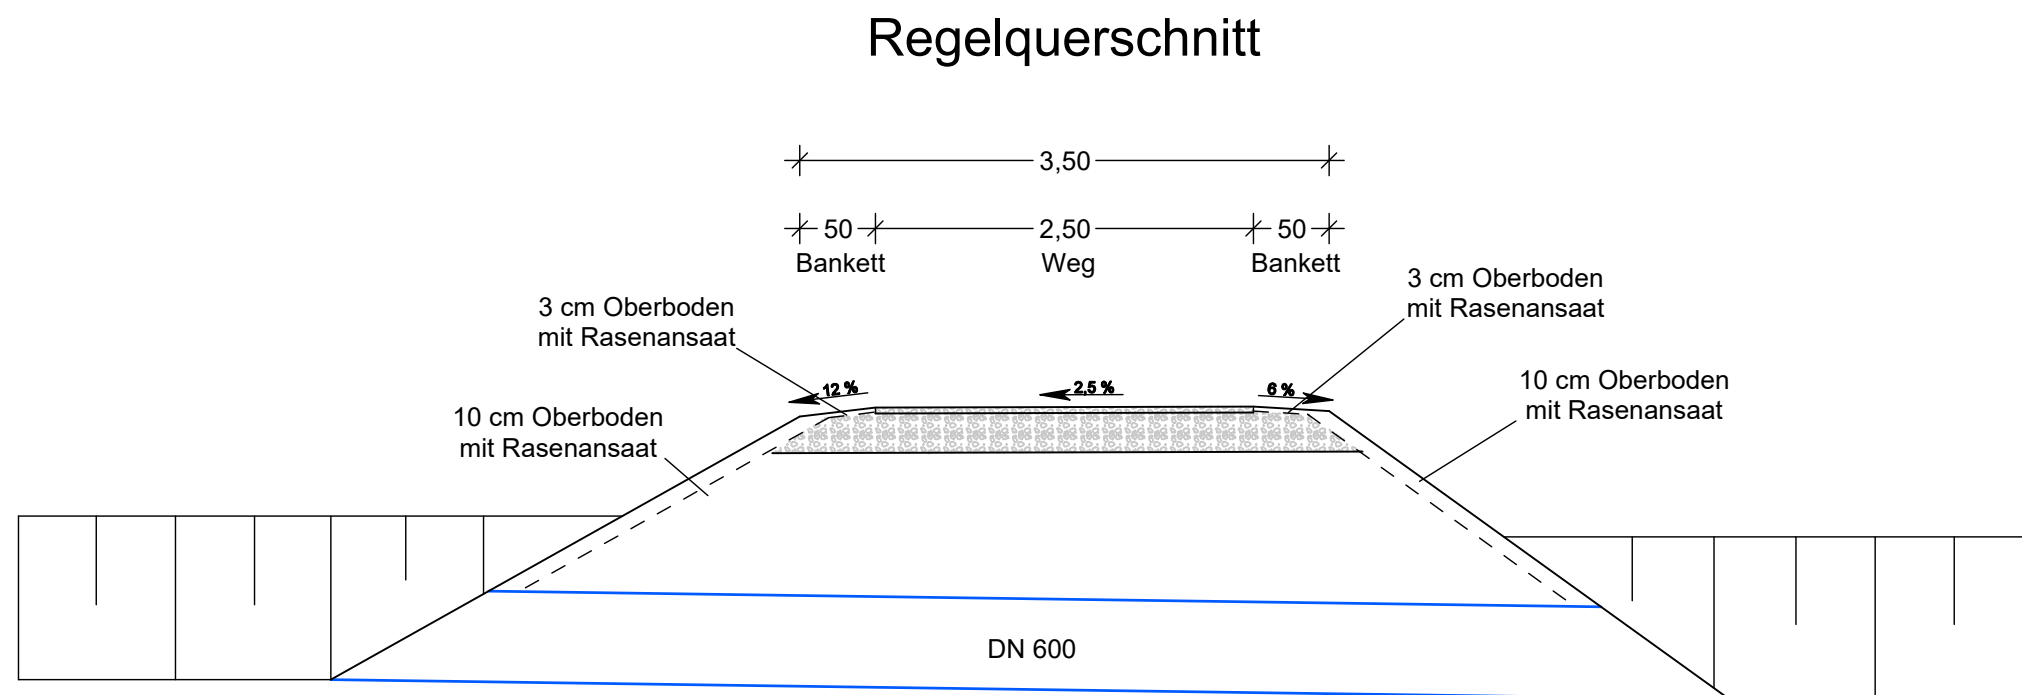 Regelquerschnitt
3,50
50
2,50
50
Bankett
Weg
Bankett
3 cm Oberboden
mit Rasenansaat
3 cm Oberboden
mit Rasenansaat
12 %
2,5 %
6 %
10 cm Oberboden
mit Rasenansaat
10 cm Oberboden
mit Rasenansaat
DN 600